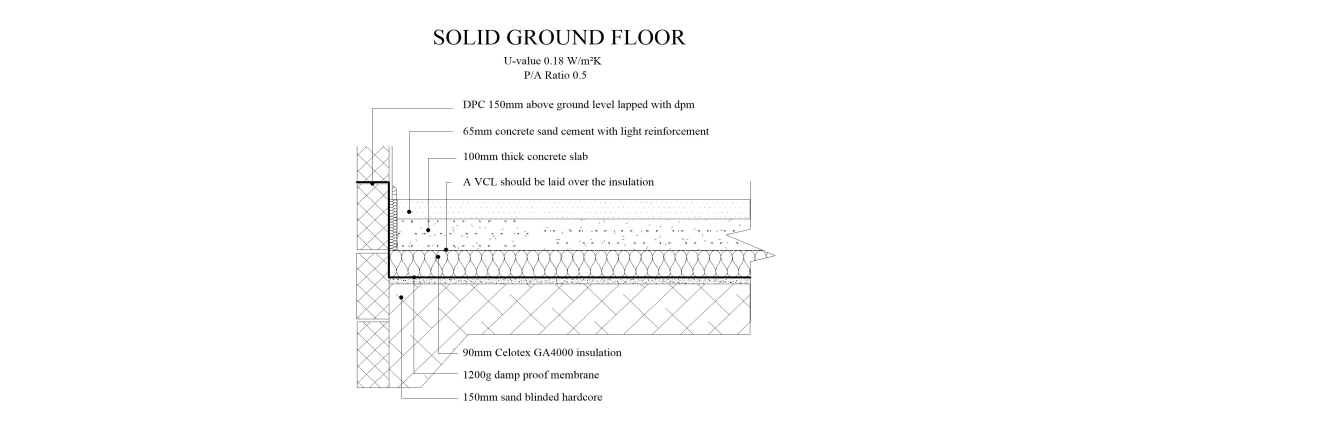 SOLID GROUND FLOOR
U-value 0.18 W/m²K
P/A Ratio 0.5
DPC 150mm above ground level lapped with dpm
65mm concrete sand cement with light reinforcement
100mm thick concrete slab
A VCL should be laid over the insulation
90mm Celotex GA4000 insulation
1200g damp proof membrane
150mm sand blinded hardcore